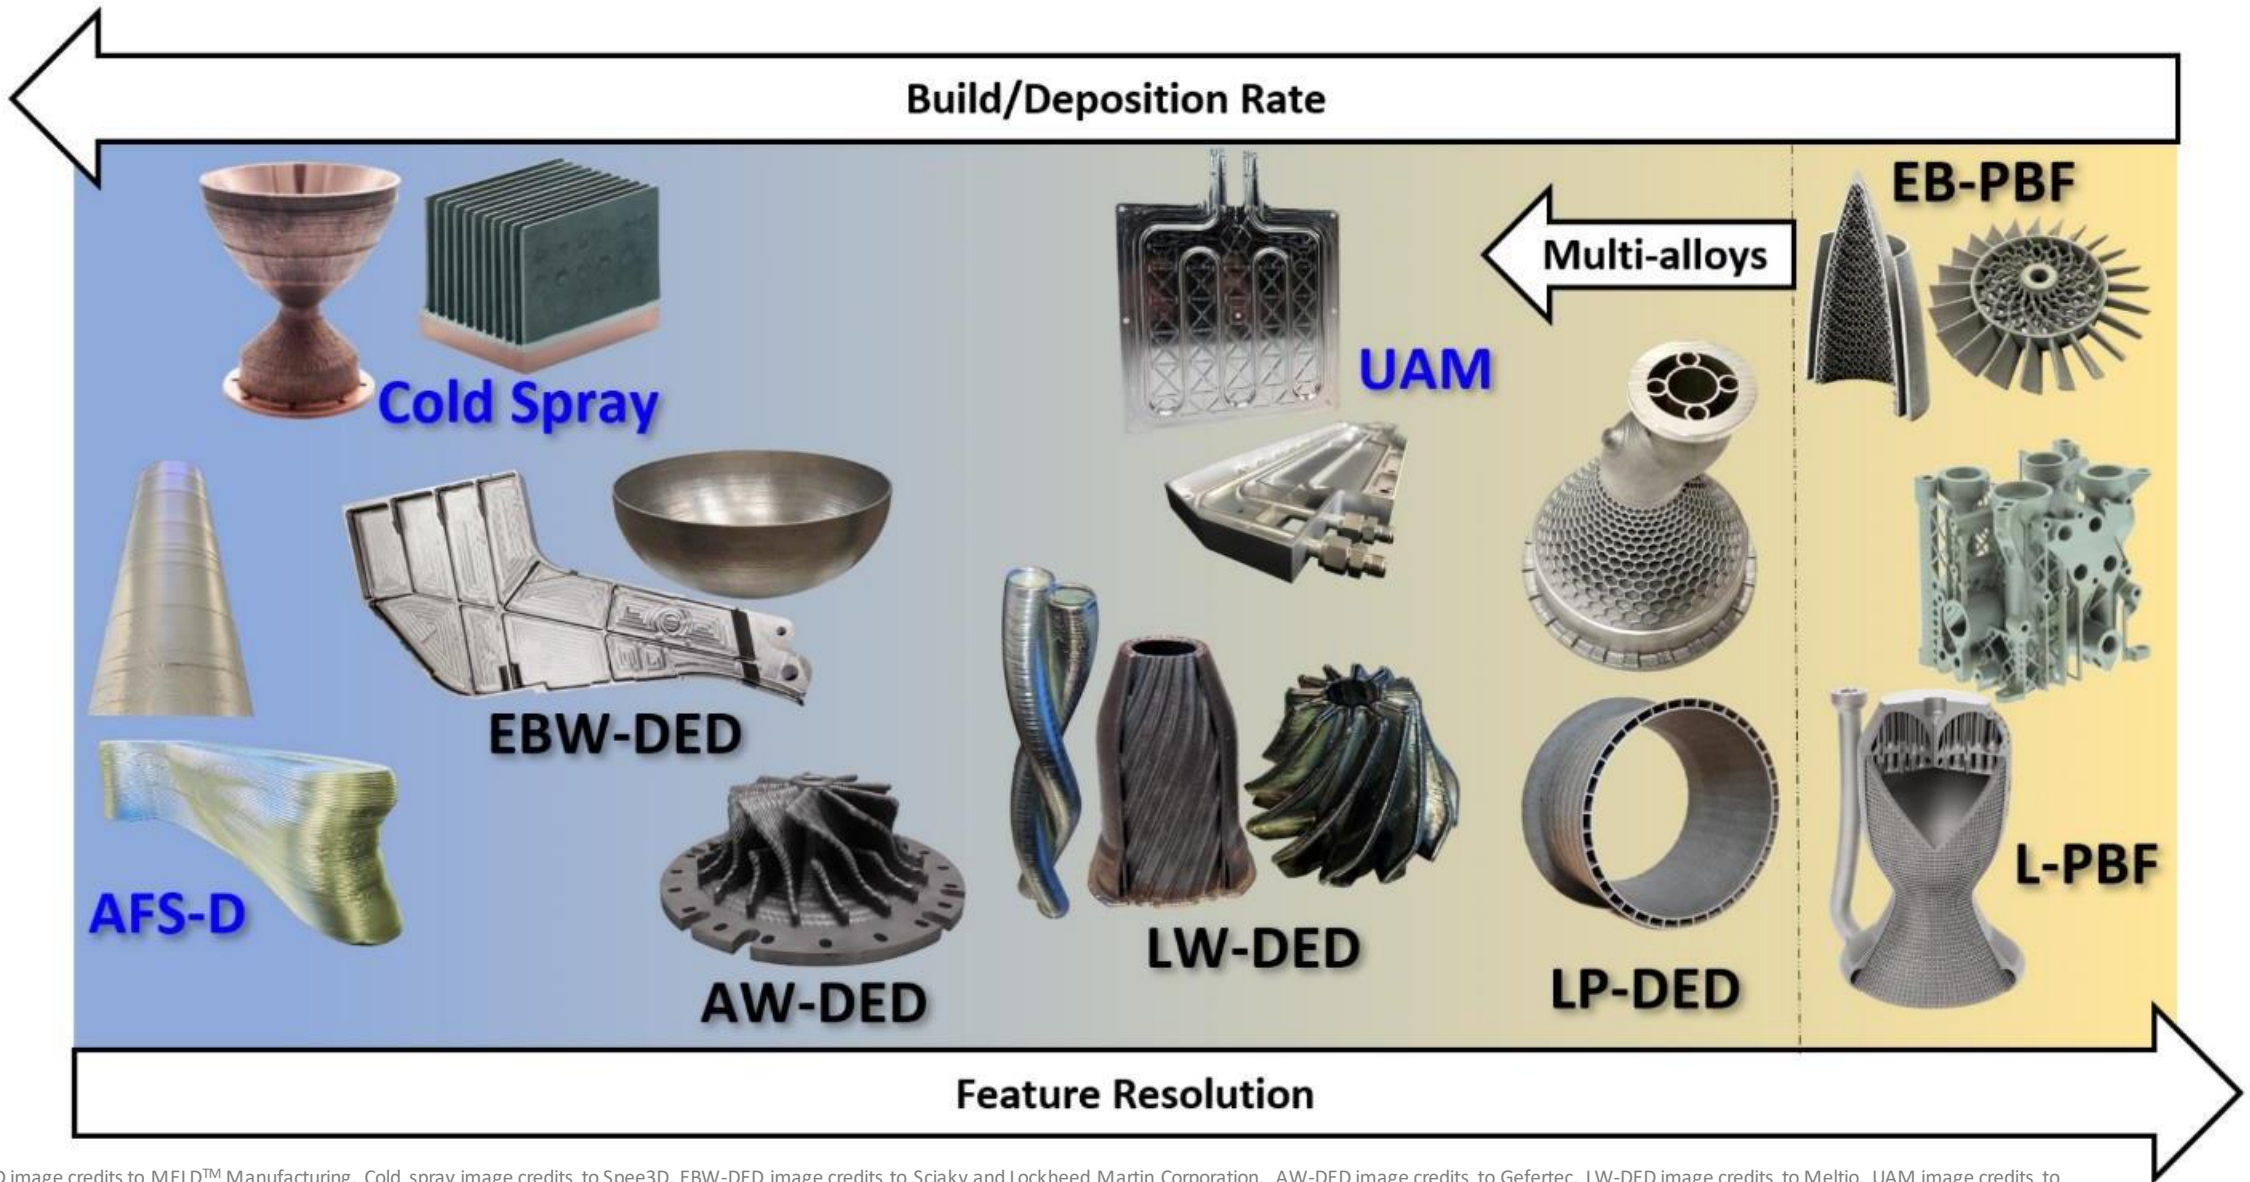 Build/Deposition Rate
EB-PBF
Multi-alloys
UAM
Cold Spray
EBW-DED
L-PBF
AFS-D
LW-DED
LP-DED
AW-DED
Feature Resolution
image credits to MELD™ Manufacturing, Cold spray image credits to Spee3D, EBW-DED image credits to Sciaky and Lockheed Martin Corporation, AW-DED image credits to Gefertec, LW-DED image credits to Meltio, UAM image credits to